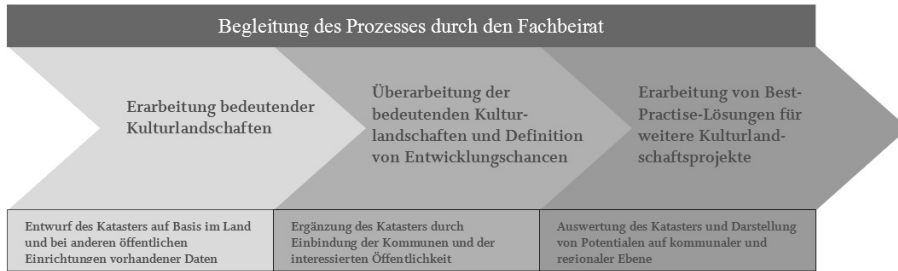 Begleitung des Prozesses durch den Fachbeirat
Erarbeitung bedeutender
Kulturlandschaften
Überarbeitung der
bedeutenden Kultur-
landschaften und Definition
von Entwicklungschancen
Erarbeitung von Best-
Practise-Lösungen für
weitere Kulturland-
schaftsprojekte
Entwurf des Katasters auf Basis im Land
und bei anderen öffentlichen
Einrichtungen vorhandener Daten
Ergänzung des Katasters durch
Einbindung der Kommunen und der
interessierten Öffentlichkeit
Auswertung des Katasters und Darstellung
von Potentialen auf kommunaler und
regionaler Ebene